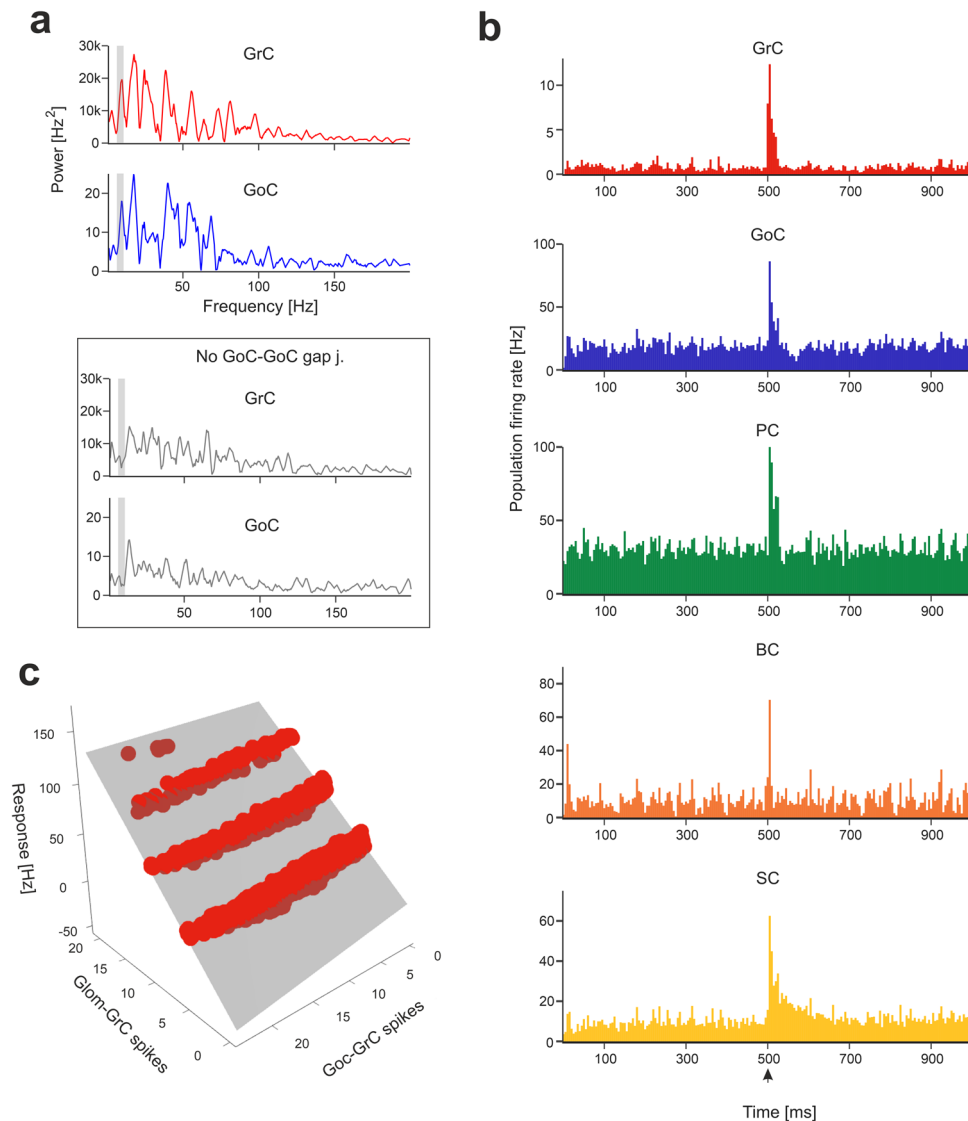 a
GrC
30k
20k
10k
0
Power [Hz²]
GoC
20
10
0
50
100
150
Frequency [Hz]
No GoC-GoC gap j.
GrC
30k
20k
10k
0
GoC
20
10
0
50
100
150
b
GrC
10
5
0
100
300
500
700
900
GoC
100
50
0
100
300
500
700
900
Population firing rate [Hz]
PC
100
50
0
100
300
500
700
900
BC
80
60
40
20
0
100
300
500
700
900
SC
60
40
20
0
100
300
500
700
900
Time [ms]
c
150
100
50
0
-50
Response [Hz]
20
15
10
5
0
Glom-GrC spikes
20
15
10
5
0
Goc-GrC spikes